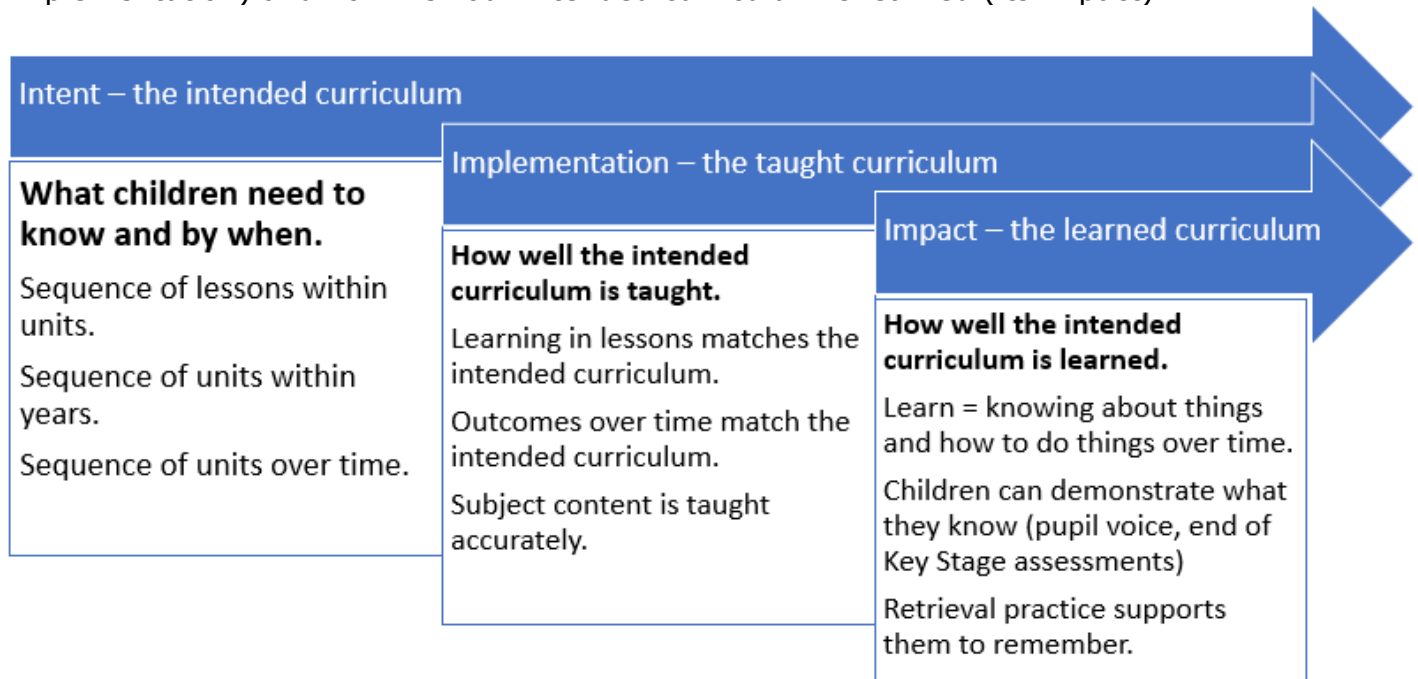 Intent – the intended curriculum
What children need to
know and by when.
Sequence of lessons within
units.
Sequence of units within
years.
Sequence of units over time.
Implementation – the taught curriculum
How well the intended
curriculum is taught.
Learning in lessons matches the
intended curriculum.
Outcomes over time match the
intended curriculum.
Subject content is taught
accurately.
Impact – the learned curriculum
How well the intended
curriculum is learned.
Learn = knowing about things
and how to do things over time.
Children can demonstrate what
they know (pupil voice, end of
Key Stage assessments)
Retrieval practice supports
them to remember.